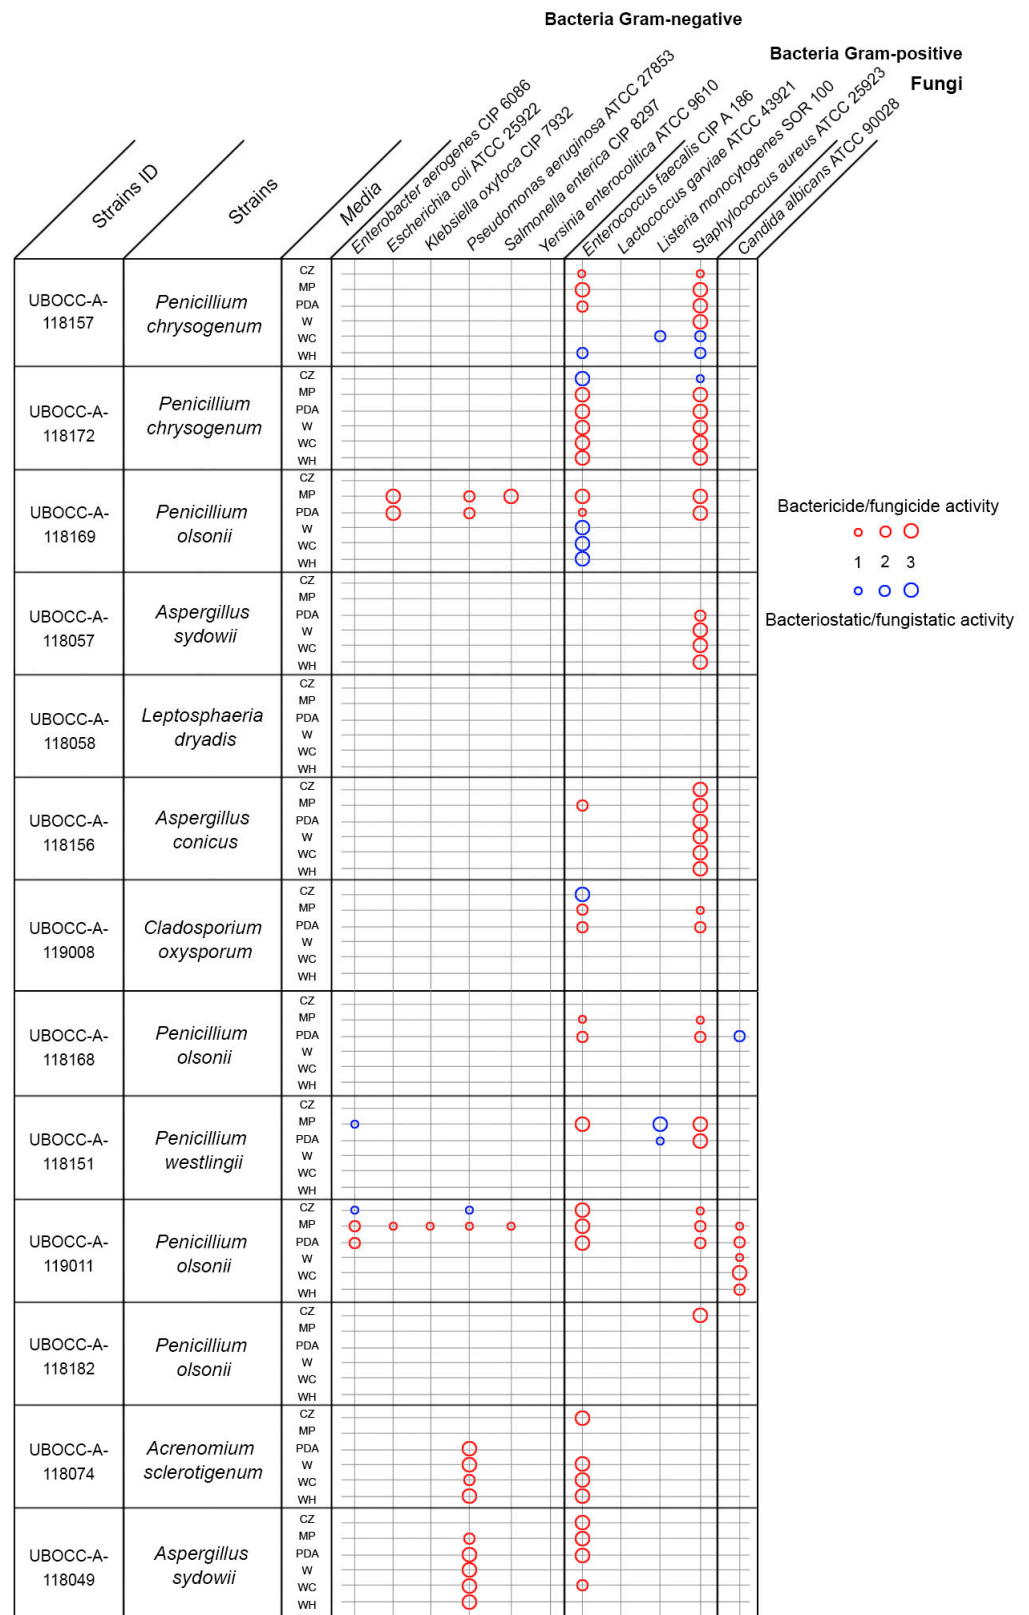 Bacteria Gram-negative
Bacteria Gram-positive
Fungi
Strains ID
Strains
Media
Enterobacter aerogenes CIP 6086
Escherichia coli ATCC 25922
Klebsiella oxytoca CIP 7932
Pseudomonas aeruginosa ATCC 27853
Salmonella enterica CIP 8297
Yersinia enterocolitica ATCC 9610
Enterococcus faecalis CIP A 186
Lactococcus garviae ATCC 43921
Listeria monocytogenes SOR 100
Staphylococcus aureus ATCC 25923
Candida albicans ATCC 90028
UBOCC-A-
118157
Penicillium
chrysogenum
CZ
MP
PDA
W
WC
WH
UBOCC-A-
118172
Penicillium
chrysogenum
CZ
MP
PDA
W
WC
WH
UBOCC-A-
118169
Penicillium
olsonii
CZ
MP
PDA
W
WC
WH
UBOCC-A-
118057
Aspergillus
sydowii
CZ
MP
PDA
W
WC
WH
UBOCC-A-
118058
Leptosphaeria
dryadis
CZ
MP
PDA
W
WC
WH
UBOCC-A-
118156
Aspergillus
conicus
CZ
MP
PDA
W
WC
WH
UBOCC-A-
119008
Cladosporium
oxysporum
CZ
MP
PDA
W
WC
WH
UBOCC-A-
118168
Penicillium
olsonii
CZ
MP
PDA
W
WC
WH
UBOCC-A-
118151
Penicillium
westlingii
CZ
MP
PDA
W
WC
WH
UBOCC-A-
119011
Penicillium
olsonii
CZ
MP
PDA
W
WC
WH
UBOCC-A-
118182
Penicillium
olsonii
CZ
MP
PDA
W
WC
WH
UBOCC-A-
118074
Acrenomium
sclerotigenum
CZ
MP
PDA
W
WC
WH
UBOCC-A-
118049
Aspergillus
sydowii
CZ
MP
PDA
W
WC
WH
Bactericide/fungicide activity
1 2 3
Bacteriostatic/fungistatic activity